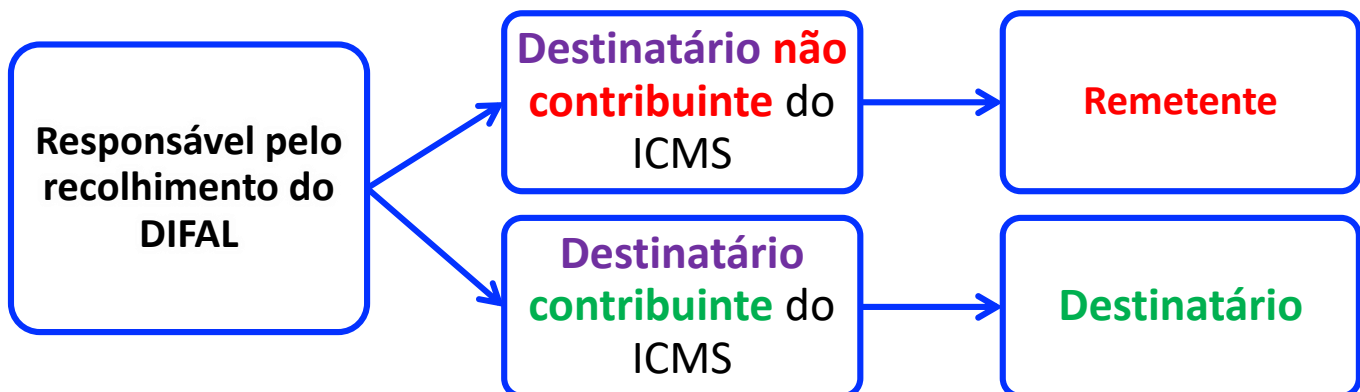 Responsável pelo
recolhimento do
DIFAL
Destinatário não
contribuinte do
ICMS
Remetente
Destinatário
contribuinte do
ICMS
Destinatário